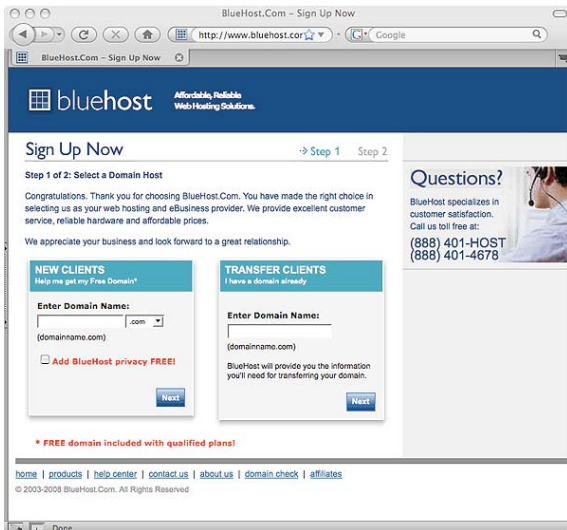 BlueHost.Com – Sign Up Now
http://www.bluehost.cor
Google
BlueHost.Com – Sign Up Now
bluehost
Affordable, Reliable
Web Hosting Solutions.
Sign Up Now
Step 1
Step 2
Step 1 of 2: Select a Domain Host
Congratulations. Thank you for choosing BlueHost.Com. You have made the right choice in
selecting us as your web hosting and eBusiness provider. We provide excellent customer
service, reliable hardware and affordable prices.
We appreciate your business and look forward to a great relationship.
NEW CLIENTS
Help me get my Free Domain*
Enter Domain Name:
.com
(domainname.com)
Add BlueHost privacy FREE!
Next
TRANSFER CLIENTS
I have a domain already
Enter Domain Name:
(domainname.com)
BlueHost will provide you the information
you'll need for transferring your domain.
Next
* FREE domain included with qualified plans!
Questions?
BlueHost specializes in
customer satisfaction.
Call us toll free at:
(888) 401-HOST
(888) 401-4678
home | products | help center | contact us | about us | domain check | affiliates
© 2003-2008 BlueHost.Com. All Rights Reserved
Done